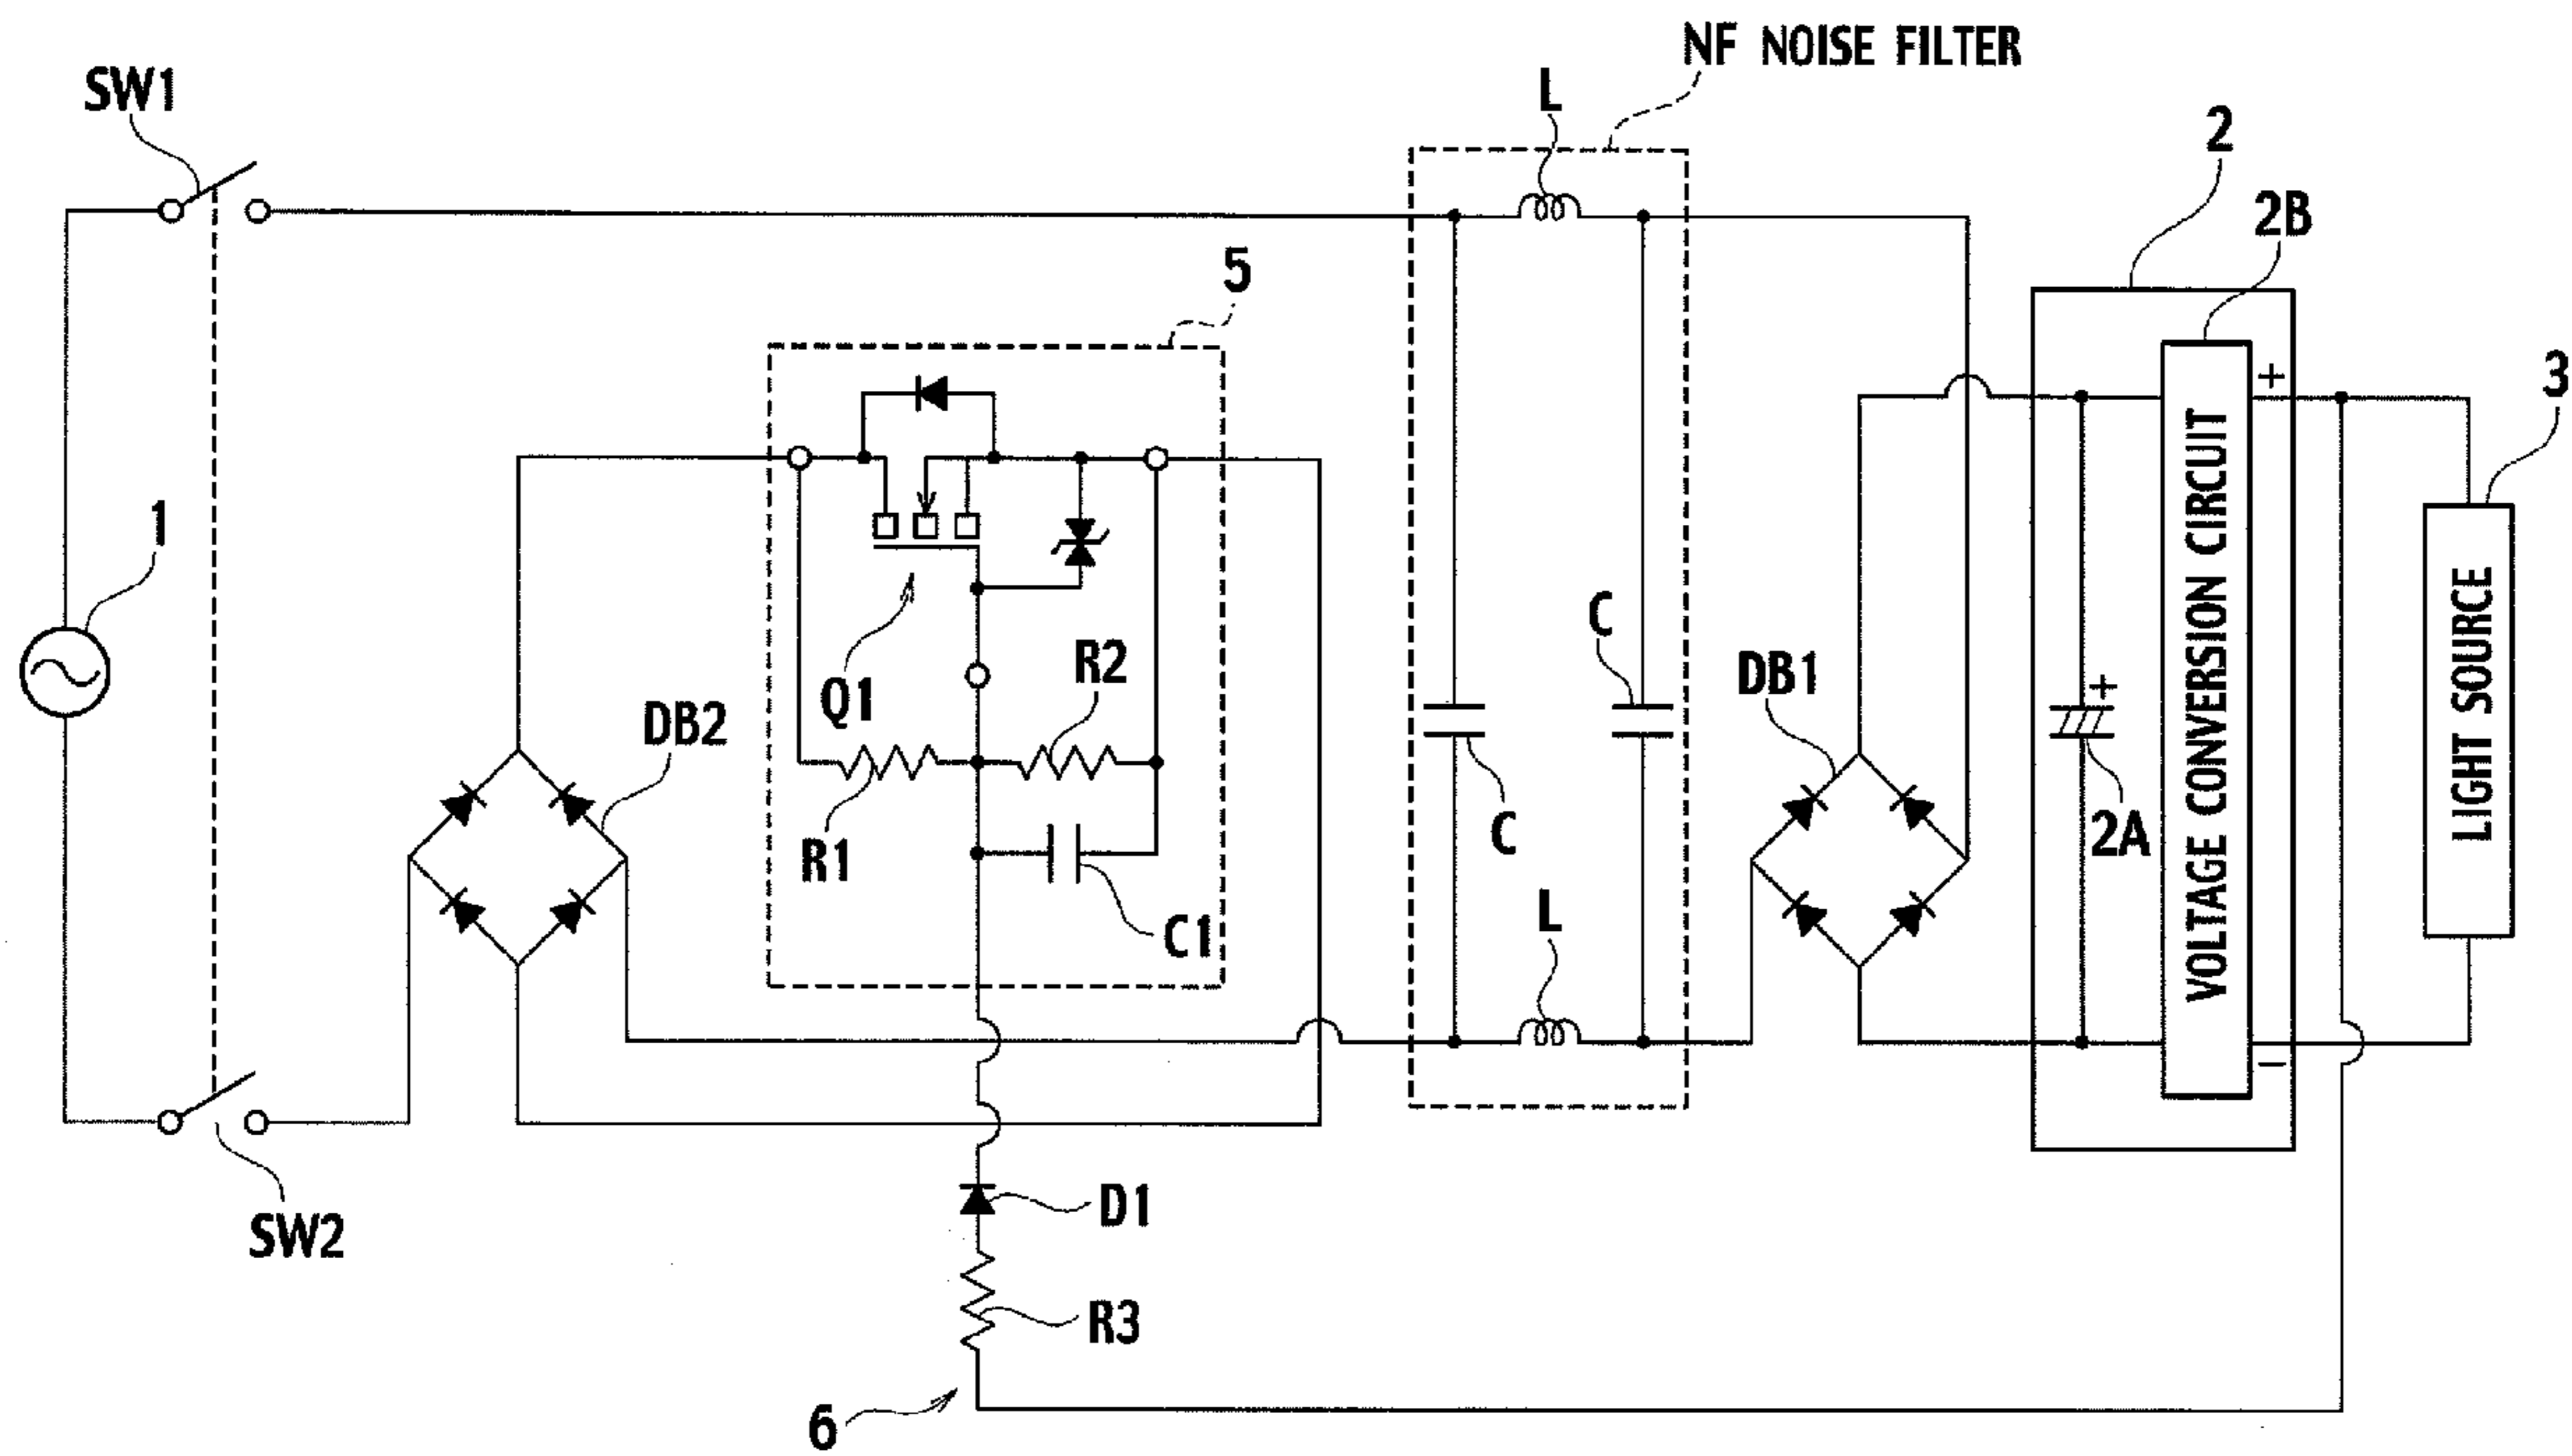 NF NOISE FILTER
SW1
L
2
2B
5
3
+
1
Q1
R2
C
DB1
DB2
+
VOLTAGE CONVERSION CIRCUIT
LIGHT SOURCE
R1
C
2A
C1
L
−
SW2
D1
R3
6